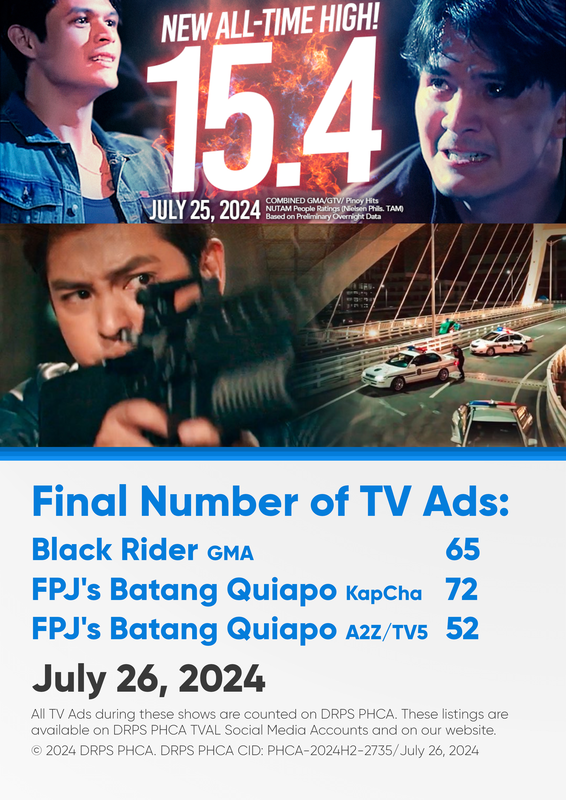 NEW ALL-TIME HIGH!
15.4
JULY 25, 2024
COMBINED GMA/GTV/ Pinoy Hits
NUTAM People Ratings (Nielsen Phils. TAM)
Based on Preliminary Overnight Data
Final Number of TV Ads:
Black Rider GMA 65
FPJ's Batang Quiapo KapCha 72
FPJ's Batang Quiapo A2Z/TV5 52
July 26, 2024
All TV Ads during these shows are counted on DRPS PHCA. These listings are
available on DRPS PHCA TVAL Social Media Accounts and on our website.
© 2024 DRPS PHCA. DRPS PHCA CID: PHCA-2024H2-2735/July 26, 2024